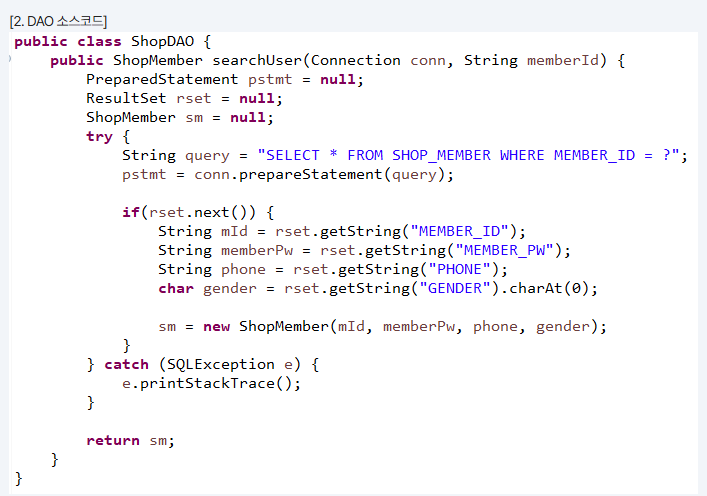 [2. DAO 소스코드]
public class ShopDAO {
    public ShopMember searchUser(Connection conn, String memberId) {
        PreparedStatement pstmt = null;
        ResultSet rset = null;
        ShopMember sm = null;
        try {
            String query = "SELECT * FROM SHOP_MEMBER WHERE MEMBER_ID = ?";
            pstmt = conn.prepareStatement(query);

            if(rset.next()) {
                String mId = rset.getString("MEMBER_ID");
                String memberPw = rset.getString("MEMBER_PW");
                String phone = rset.getString("PHONE");
                char gender = rset.getString("GENDER").charAt(0);

                sm = new ShopMember(mId, memberPw, phone, gender);
            }
        } catch (SQLException e) {
            e.printStackTrace();
        }

        return sm;
    }
}